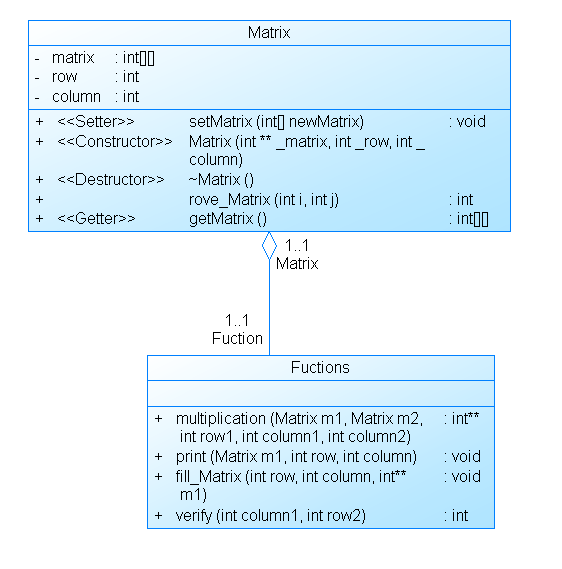 Matrix
- matrix : int[][]
- row : int
- column : int
+ <<Setter>> setMatrix (int[] newMatrix) : void
+ <<Constructor>> Matrix (int ** _matrix, int _row, int _
column)
+ <<Destructor>> ~Matrix ()
+ rove_Matrix (int i, int j) : int
+ <<Getter>> getMatrix () : int[][]
1..1
Matrix
1..1
Fuction
Fuctions
+ multiplication (Matrix m1, Matrix m2, : int**
int row1, int column1, int column2)
+ print (Matrix m1, int row, int column) : void
+ fill_Matrix (int row, int column, int** : void
m1)
+ verify (int column1, int row2) : int